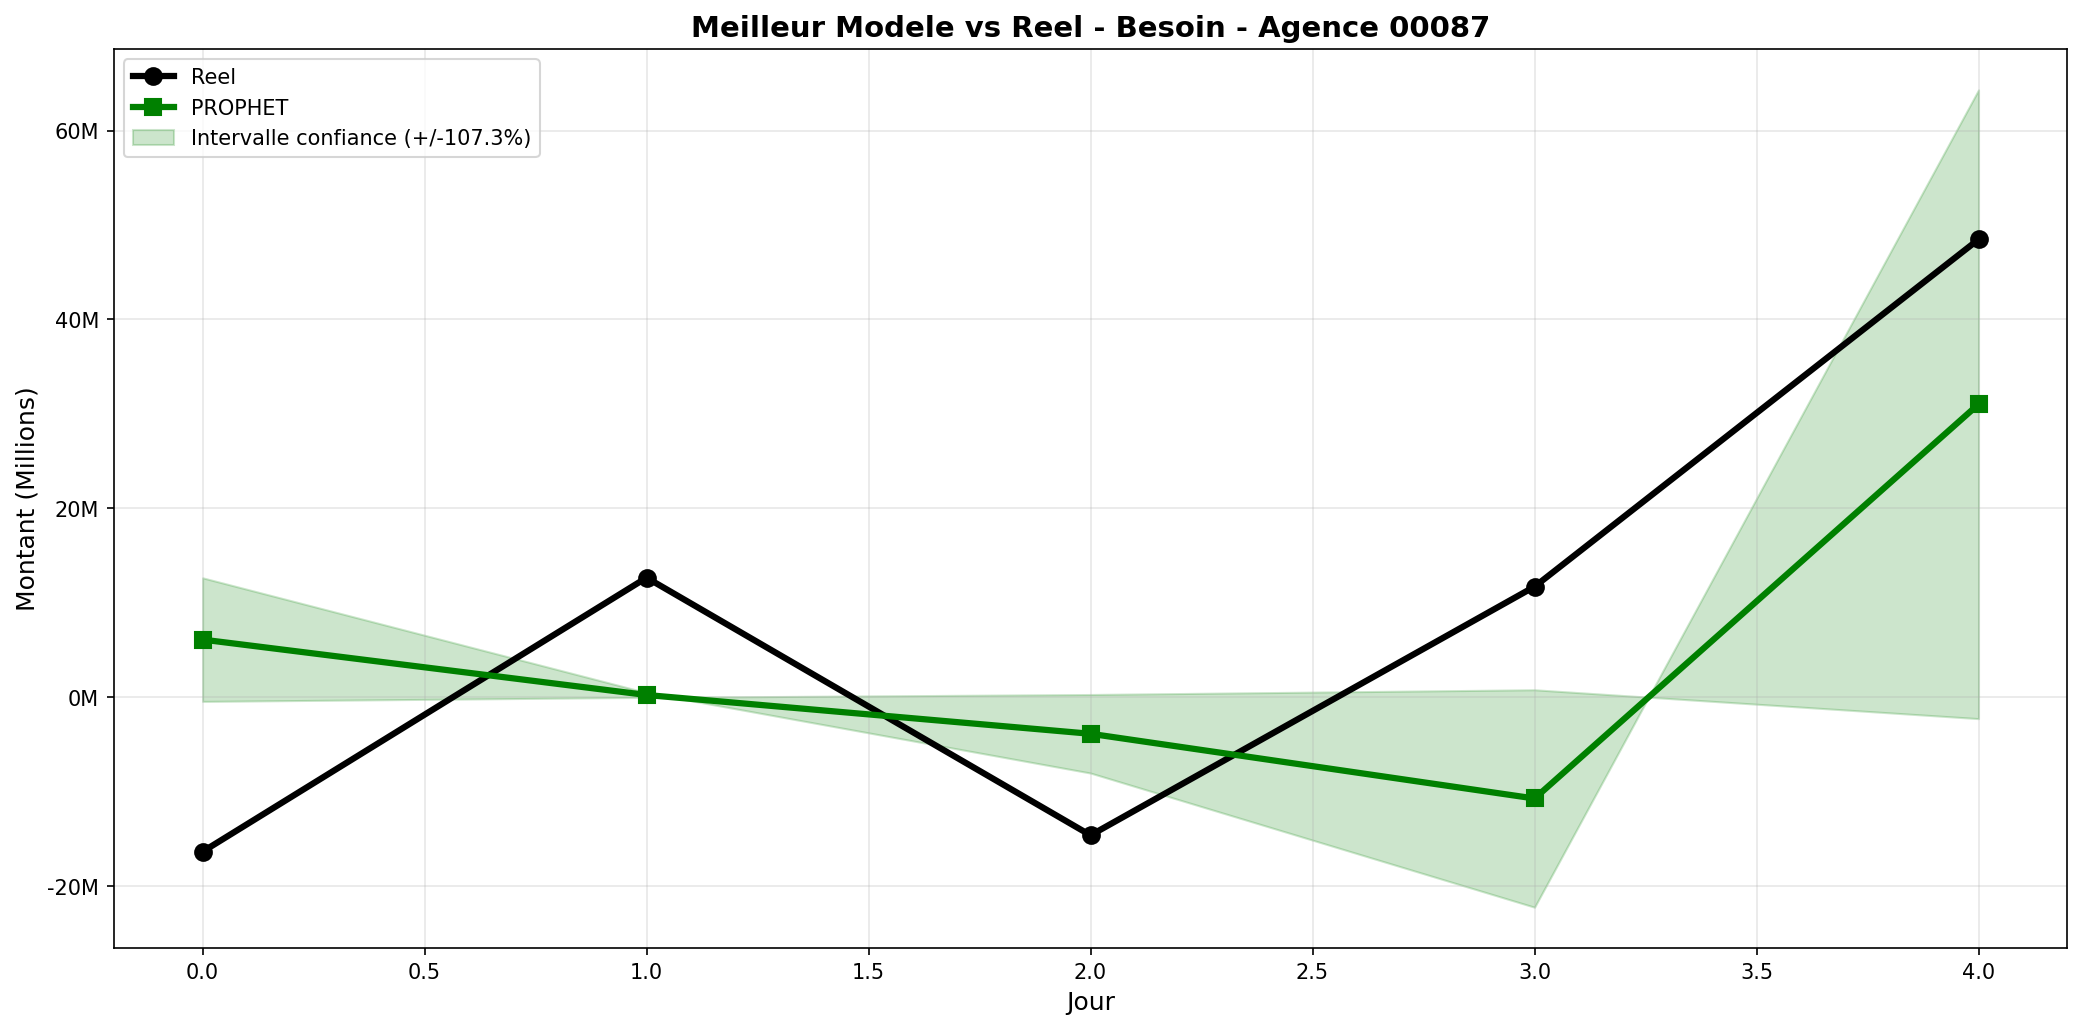 Meilleur Modele vs Reel - Besoin - Agence 00087
Reel
PROPHET
Intervalle confiance (+/-107.3%)
Montant (Millions)
60M
40M
20M
0M
-20M
0.0 0.5 1.0 1.5 2.0 2.5 3.0 3.5 4.0
Jour